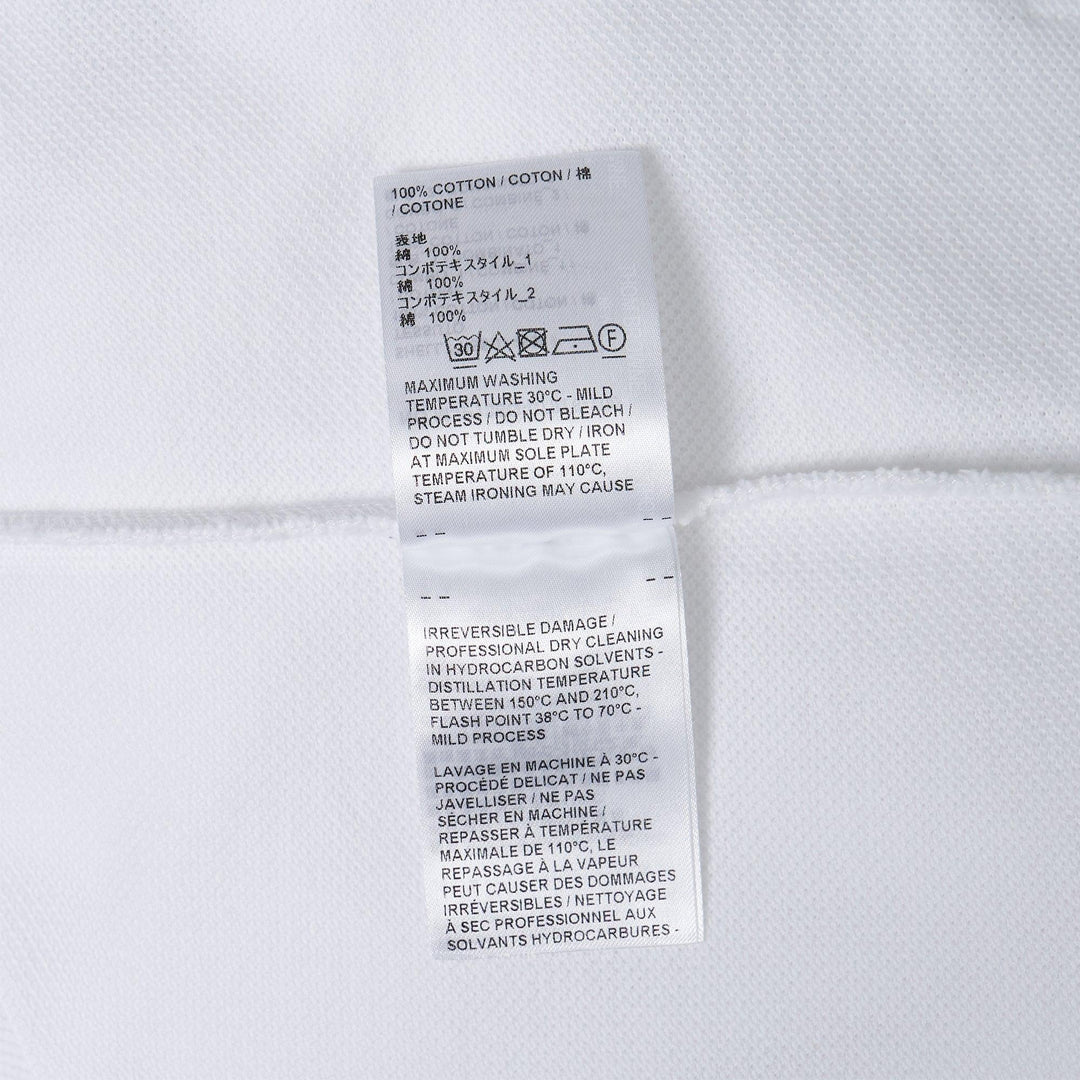 100% COTTON / COTON / 棉
/ COTONE
表地
綿 100%
コンポテキスタイル_1
綿 100%
コンポテキスタイル_2
綿 100%
30
F
MAXIMUM WASHING
TEMPERATURE 30°C - MILD
PROCESS / DO NOT BLEACH /
DO NOT TUMBLE DRY / IRON
AT MAXIMUM SOLE PLATE
TEMPERATURE OF 110°C,
STEAM IRONING MAY CAUSE
IRREVERSIBLE DAMAGE /
PROFESSIONAL DRY CLEANING
IN HYDROCARBON SOLVENTS -
DISTILLATION TEMPERATURE
BETWEEN 150°C AND 210°C,
FLASH POINT 38°C TO 70°C -
MILD PROCESS
LAVAGE EN MACHINE À 30°C -
PROCÉDÉ DELICAT / NE PAS
JAVELLISER / NE PAS
SÉCHER EN MACHINE /
REPASSER À TEMPÉRATURE
MAXIMALE DE 110°C, LE
REPASSAGE À LA VAPEUR
PEUT CAUSER DES DOMMAGES
IRRÉVERSIBLES / NETTOYAGE
À SEC PROFESSIONNEL AUX
SOLVANTS HYDROCARBURES -